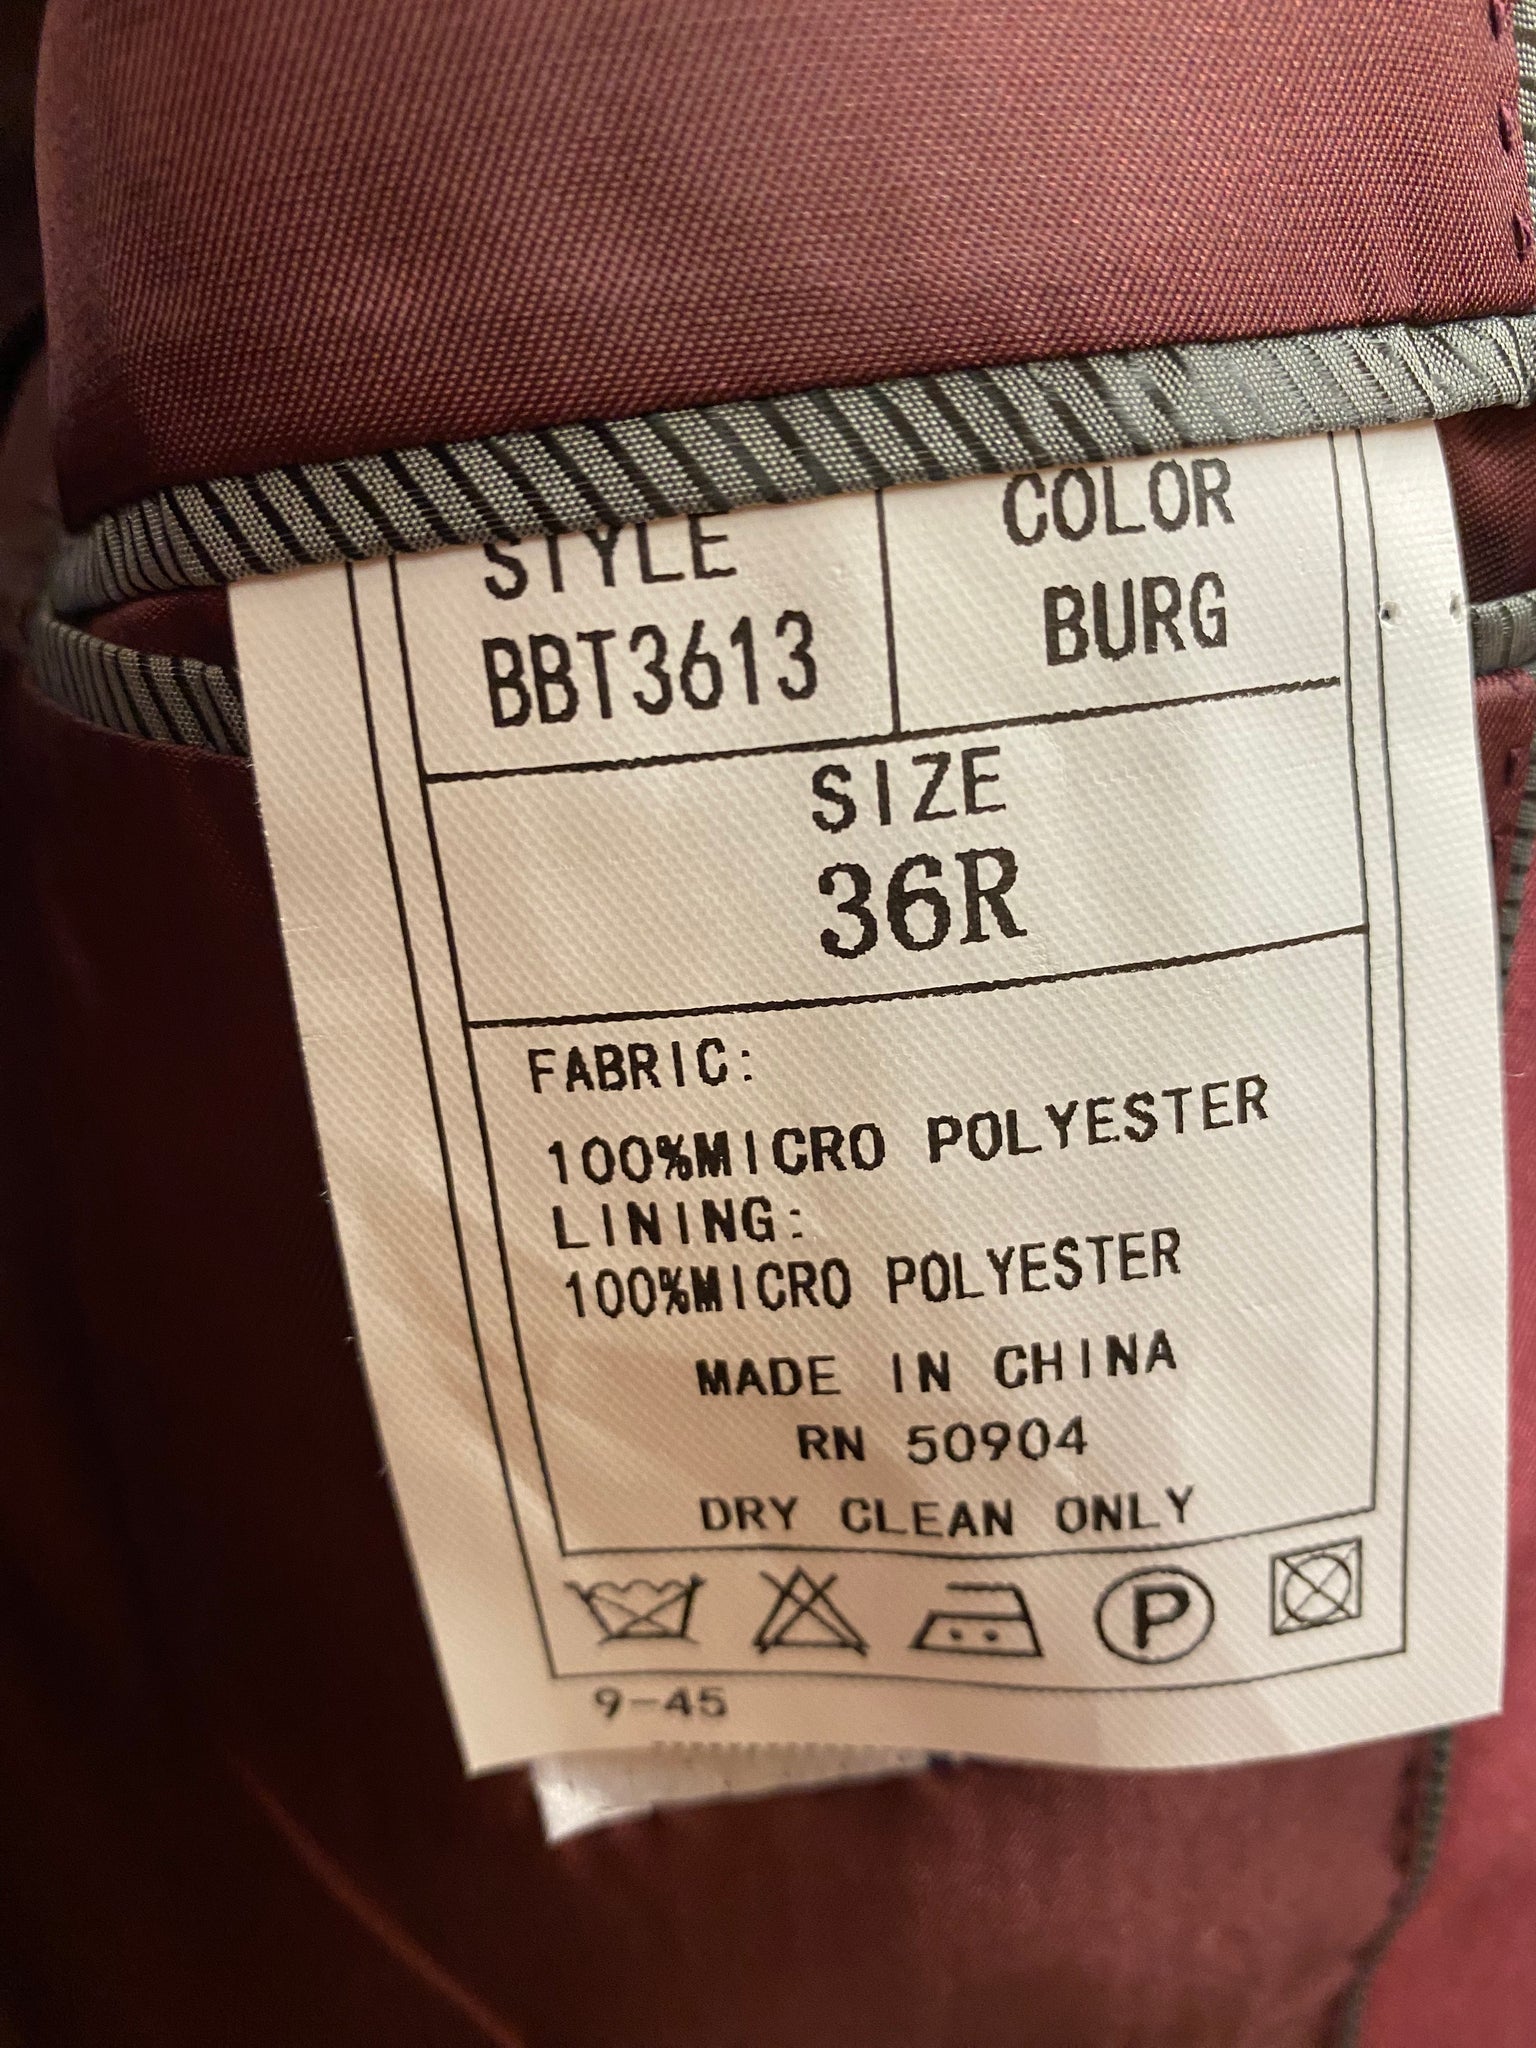 STYLE COLOR
BBT3613 BURG
SIZE
36R
FABRIC:
100%MICRO POLYESTER
LINING:
100%MICRO POLYESTER
MADE IN CHINA
RN 50904
DRY CLEAN ONLY
P
9-45